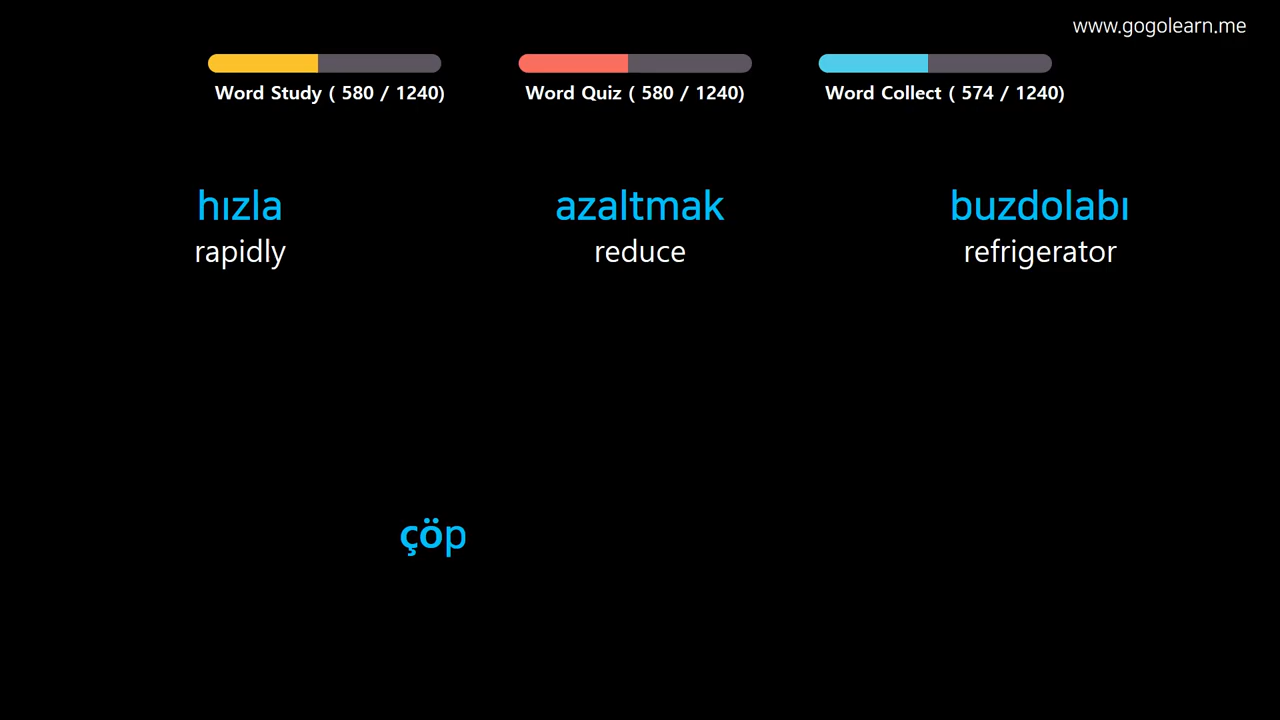 www.gogolearn.me
Word Study ( 580 / 1240)
Word Quiz ( 580 / 1240)
Word Collect ( 574 / 1240)
hızla
rapidly
azaltmak
reduce
buzdolabı
refrigerator
çöp